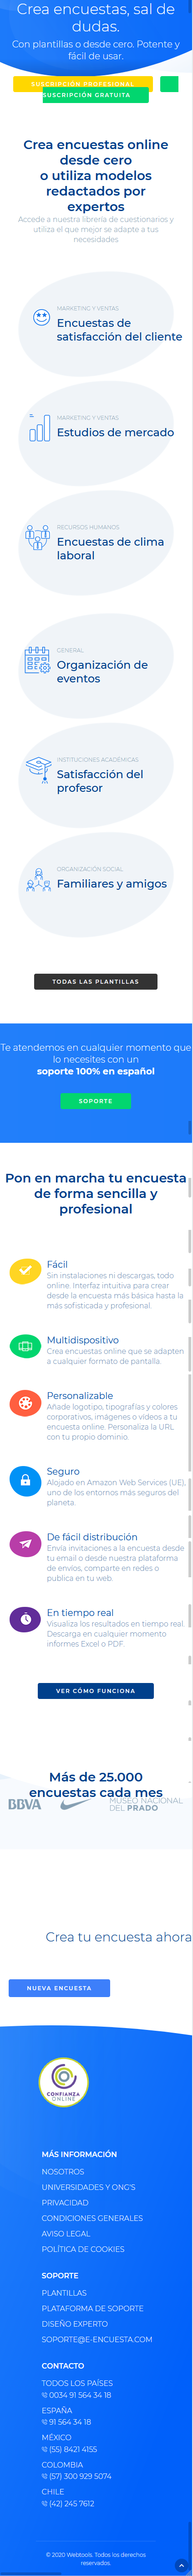 Crea encuestas, sal de
dudas.
Con plantillas o desde cero. Potente y
fácil de usar.
SUSCRIPCIÓN PROFESIONAL
SUSCRIPCIÓN GRATUITA
Crea encuestas online
desde cero
o utiliza modelos
redactados por
expertos
Accede a nuestra librería de cuestionarios y
utiliza el que mejor se adapte a tus
necesidades
MARKETING Y VENTAS
Encuestas de
satisfacción del cliente
MARKETING Y VENTAS
Estudios de mercado
RECURSOS HUMANOS
Encuestas de clima
laboral
GENERAL
Organización de
eventos
INSTITUCIONES ACADÉMICAS
Satisfacción del
profesor
ORGANIZACIÓN SOCIAL
Familiares y amigos
TODAS LAS PLANTILLAS
Te atendemos en cualquier momento que
lo necesites con un
soporte 100% en español
SOPORTE
Pon en marcha tu encuesta
de forma sencilla y
profesional
Fácil
Sin instalaciones ni descargas, todo
online. Interfaz intuitiva para crear
desde la encuesta más básica hasta la
más sofisticada y profesional.
Multidispositivo
Crea encuestas online que se adapten
a cualquier formato de pantalla.
Personalizable
Añade logotipo, tipografías y colores
corporativos, imágenes o vídeos a tu
encuesta online. Personaliza la URL
con tu propio dominio.
Seguro
Alojado en Amazon Web Services (UE),
uno de los entornos más seguros del
planeta.
De fácil distribución
Envía invitaciones a la encuesta desde
tu email o desde nuestra plataforma
de envíos, comparte en redes o
publica en tu web.
En tiempo real
Visualiza los resultados en tiempo real.
Descarga en cualquier momento
informes Excel o PDF.
VER CÓMO FUNCIONA
Más de 25.000
encuestas cada mes
BBVA
MUSEO NACIONAL
DEL PRADO
Crea tu encuesta ahora
NUEVA ENCUESTA
CONFIANZA
ONLINE
MÁS INFORMACIÓN
NOSOTROS
UNIVERSIDADES Y ONG'S
PRIVACIDAD
CONDICIONES GENERALES
AVISO LEGAL
POLÍTICA DE COOKIES
SOPORTE
PLANTILLAS
PLATAFORMA DE SOPORTE
DISEÑO EXPERTO
SOPORTE@E-ENCUESTA.COM
CONTACTO
TODOS LOS PAÍSES
0034 91 564 34 18
ESPAÑA
91 564 34 18
MÉXICO
(55) 8421 4155
COLOMBIA
(57) 300 929 5074
CHILE
(42) 245 7612
© 2020 Webtools. Todos los derechos
reservados.